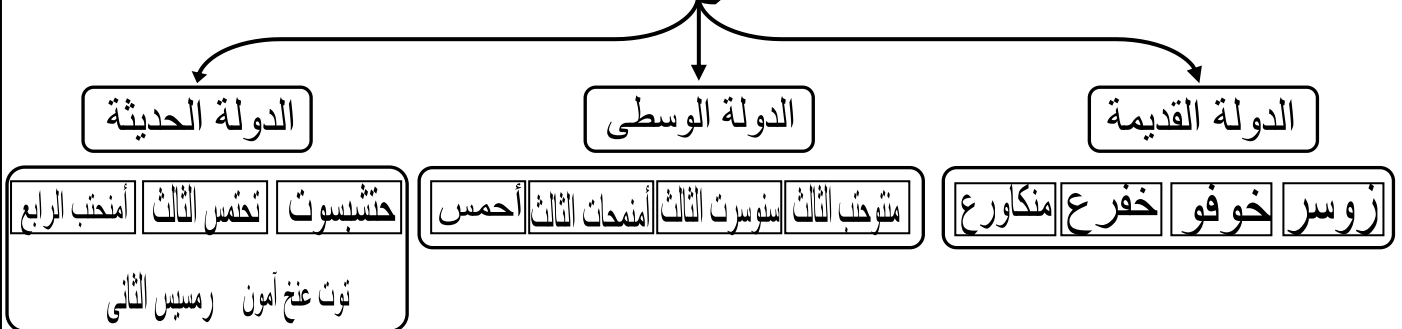 الدولة القديمة
الدولة الوسطى
الدولة الحديثة
زوسر خوفو خفرع منكاورع
منتوحتب الثالث سنوسرت الثالث أمنمحات الثالث أحمس
حتشبسوت تحتمس الثالث أمنحتب الرابع
توت عنخ آمون رمسيس الثانى